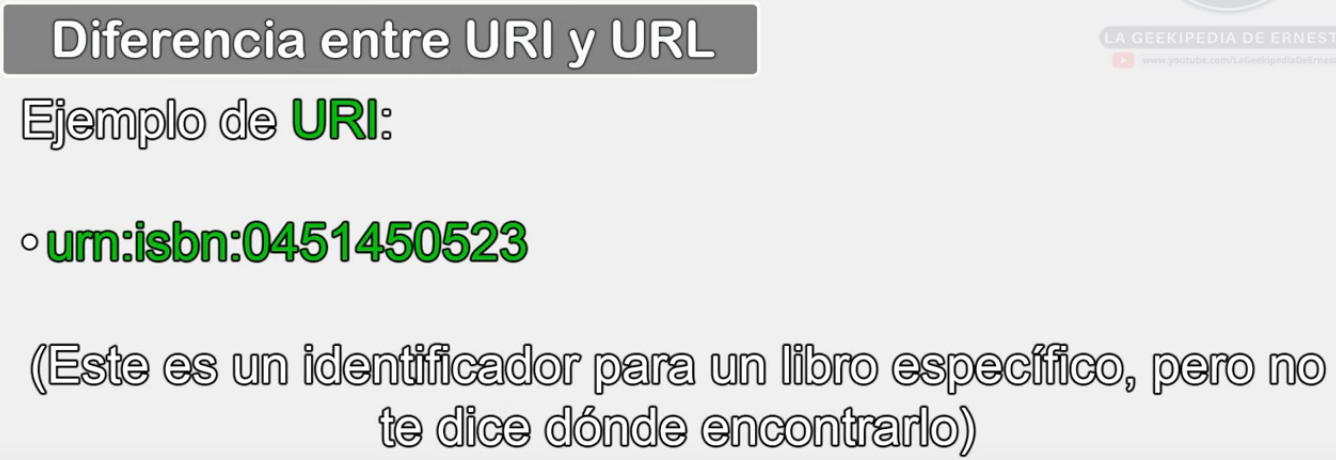 Diferencia entre URI y URL
LA GEEKIPEDIA DE ERNEST
www.youtube.com/LaGeekipediaDeErnest
Ejemplo de URI:
◦ urn:isbn:0451450523
(Este es un identificador para un libro específico, pero no
te dice dónde encontrarlo)